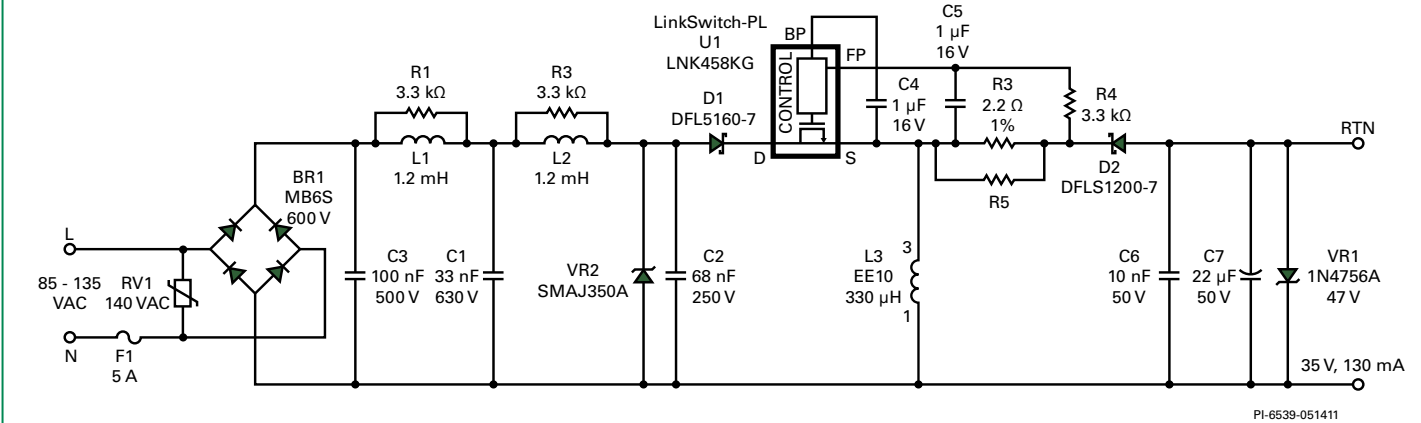 LinkSwitch-PL
U1
LNK458KG
BP
FP
CONTROL
D
S
C5
1 µF
16 V
R1
3.3 kΩ
R3
3.3 kΩ
D1
DFL5160-7
C4
1 µF
16 V
R3
2.2 Ω
1%
R4
3.3 kΩ
RTN
L1
1.2 mH
L2
1.2 mH
D2
DFLS1200-7
R5
BR1
MB6S
600 V
L
85 - 135
VAC
RV1
140 VAC
N
F1
5 A
C3
100 nF
500 V
C1
33 nF
630 V
VR2
SMAJ350A
C2
68 nF
250 V
3
L3
EE10
330 µH
1
C6
10 nF
50 V
C7
22 µF
50 V
VR1
1N4756A
47 V
35 V, 130 mA
PI-6539-051411